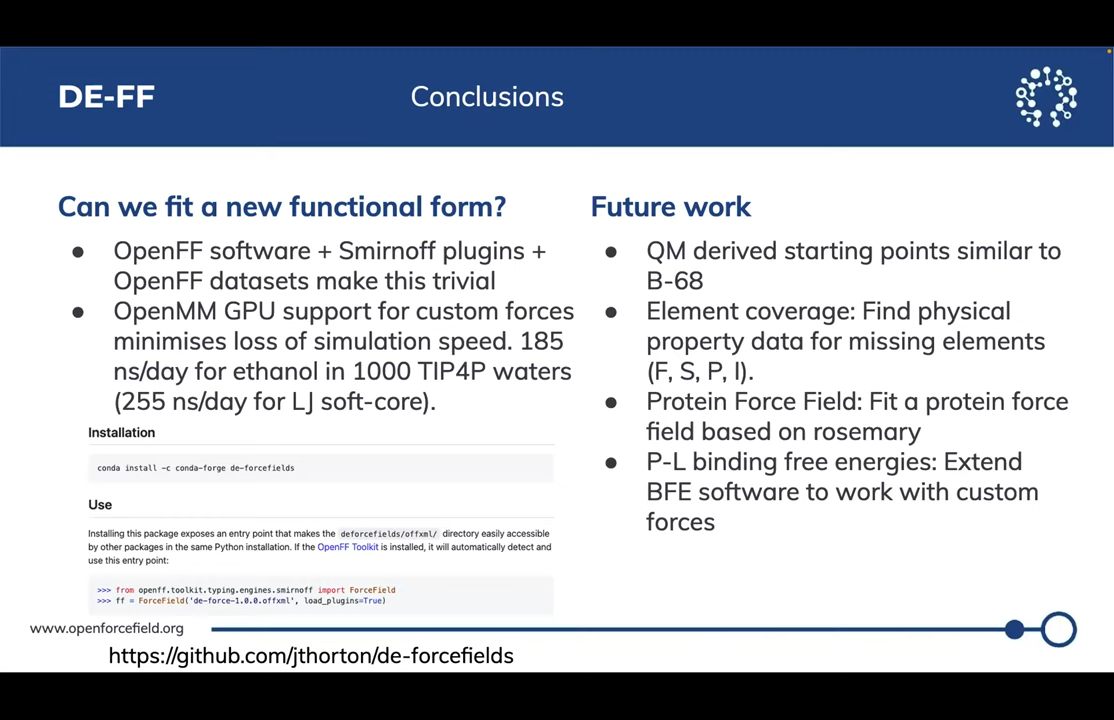 DE-FF
Conclusions
Can we fit a new functional form?
● OpenFF software + Smirnoff plugins +
OpenFF datasets make this trivial
● OpenMM GPU support for custom forces
minimises loss of simulation speed. 185
ns/day for ethanol in 1000 TIP4P waters
(255 ns/day for LJ soft-core).
Installation
conda install -c conda-forge de-forcefields
Use
Installing this package exposes an entry point that makes the deforcefields/offxml/ directory easily accessible
by other packages in the same Python installation. If the OpenFF Toolkit is installed, it will automatically detect and
use this entry point:
>>> from openff.toolkit.typing.engines.smirnoff import ForceField
>>> ff = ForceField('de-force-1.0.0.offxml', load_plugins=True)
Future work
● QM derived starting points similar to
B-68
● Element coverage: Find physical
property data for missing elements
(F, S, P, I).
● Protein Force Field: Fit a protein force
field based on rosemary
● P-L binding free energies: Extend
BFE software to work with custom
forces
www.openforcefield.org
https://github.com/jthorton/de-forcefields